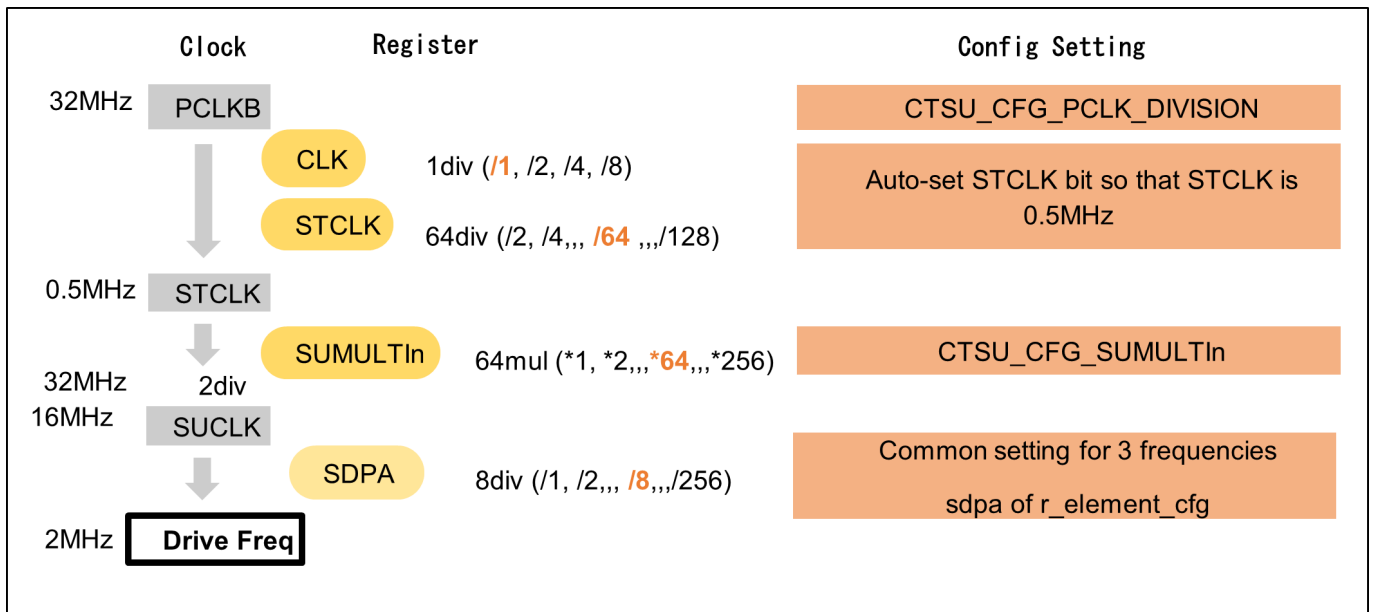 Clock Register Config Setting
32MHz PCLKB CTSU_CFG_PCLK_DIVISION
CLK 1div (/1, /2, /4, /8)
Auto-set STCLK bit so that STCLK is
0.5MHz
STCLK 64div (/2, /4,,, /64 ,,,/128)
0.5MHz STCLK
SUMULTIn 64mul (*1, *2,,,*64,,,*256) CTSU_CFG_SUMULTIn
32MHz 2div
16MHz SUCLK
SDPA 8div (/1, /2,,, /8,,,/256)
Common setting for 3 frequencies
sdpa of r_element_cfg
2MHz Drive Freq